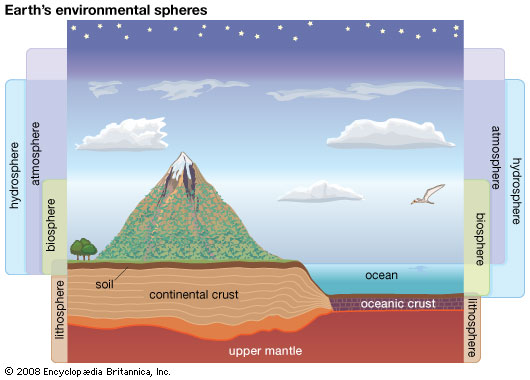 Earth's environmental spheres
hydrosphere
atmosphere
biosphere
lithosphere
soil
continental crust
upper mantle
ocean
oceanic crust
atmosphere
hydrosphere
biosphere
lithosphere
© 2008 Encyclopædia Britannica, Inc.